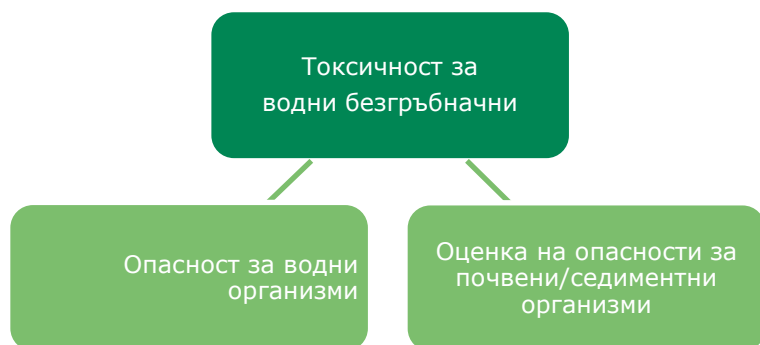 Токсичност за
водни безгръбначни
Опасност за водни
организми
Оценка на опасности за
почвени/седиментни
организми